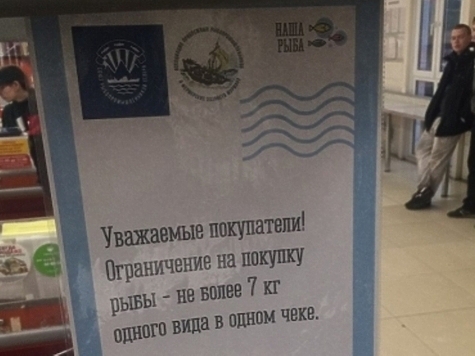 НАША
РЫБА
Уважаемые покупатели!
Ограничение на покупку
рыбы - не более 7 кг
одного вида в одном чеке.